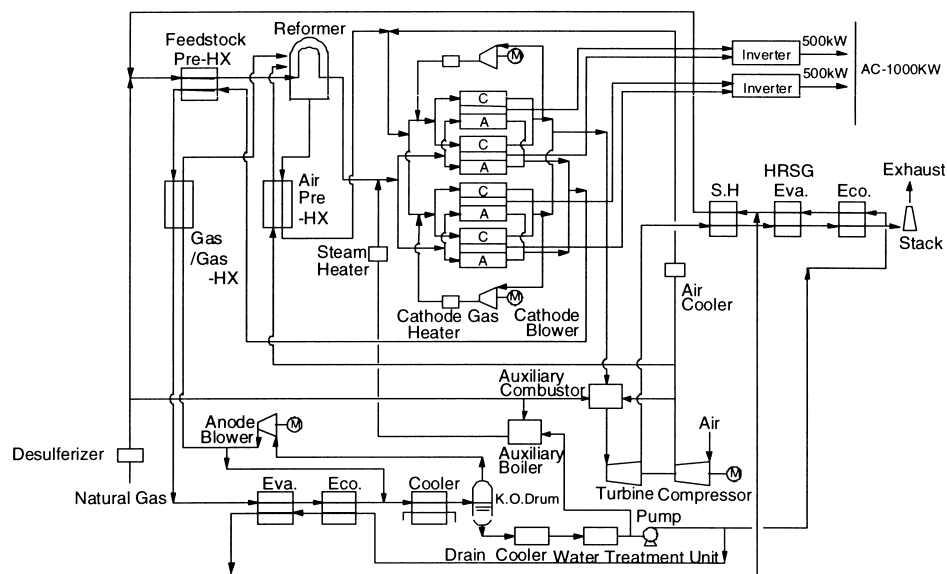 Reformer
Feedstock
Pre-HX
500kW
Inverter
500kW
Inverter
AC-1000KW
M
C
A
C
A
C
A
C
A
Air
Pre
-HX
Gas
/Gas
-HX
Steam
Heater
HRSG
S.H
Eva.
Eco.
Exhaust
Stack
Air
Cooler
M
Cathode Gas
Heater
Cathode
Blower
Auxiliary
Combustor
Anode
Blower
M
Air
Auxiliary
Boiler
Desulferizer
Natural Gas
Eva.
Eco.
Cooler
K.O.Drum
Turbine
Compressor
M
Pump
Drain Cooler
Water Treatment Unit